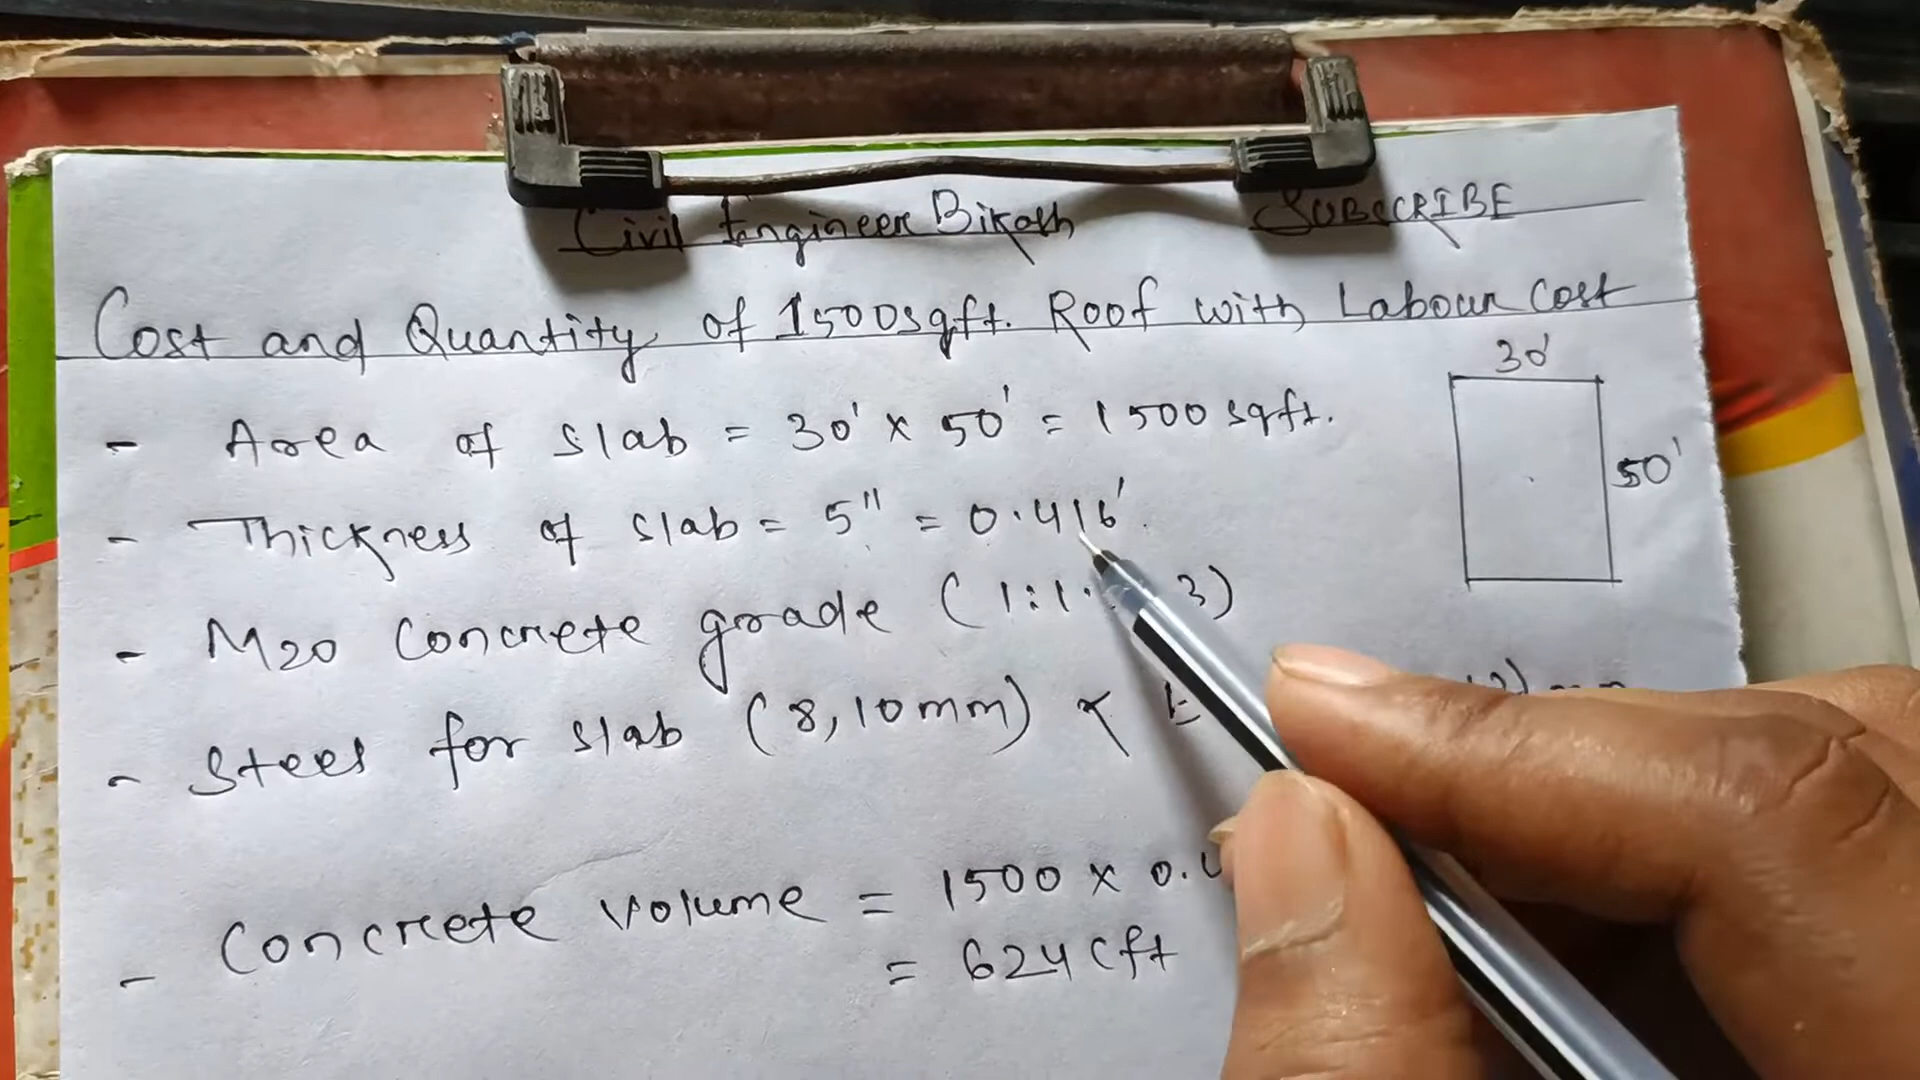 Civil Engineer Bikash SUBSCRIBE
Cost and Quantity of 1500sqft. Roof with Labour Cost
30'
- Area of slab = 30' x 50' = 1500 sqft.
50'
- Thickness of slab = 5" = 0.416'.
- M20 Concrete grade (1:1. 3)
- Steel for slab (8,10mm) &
- Concrete volume = 1500 x 0.4
= 624 cft